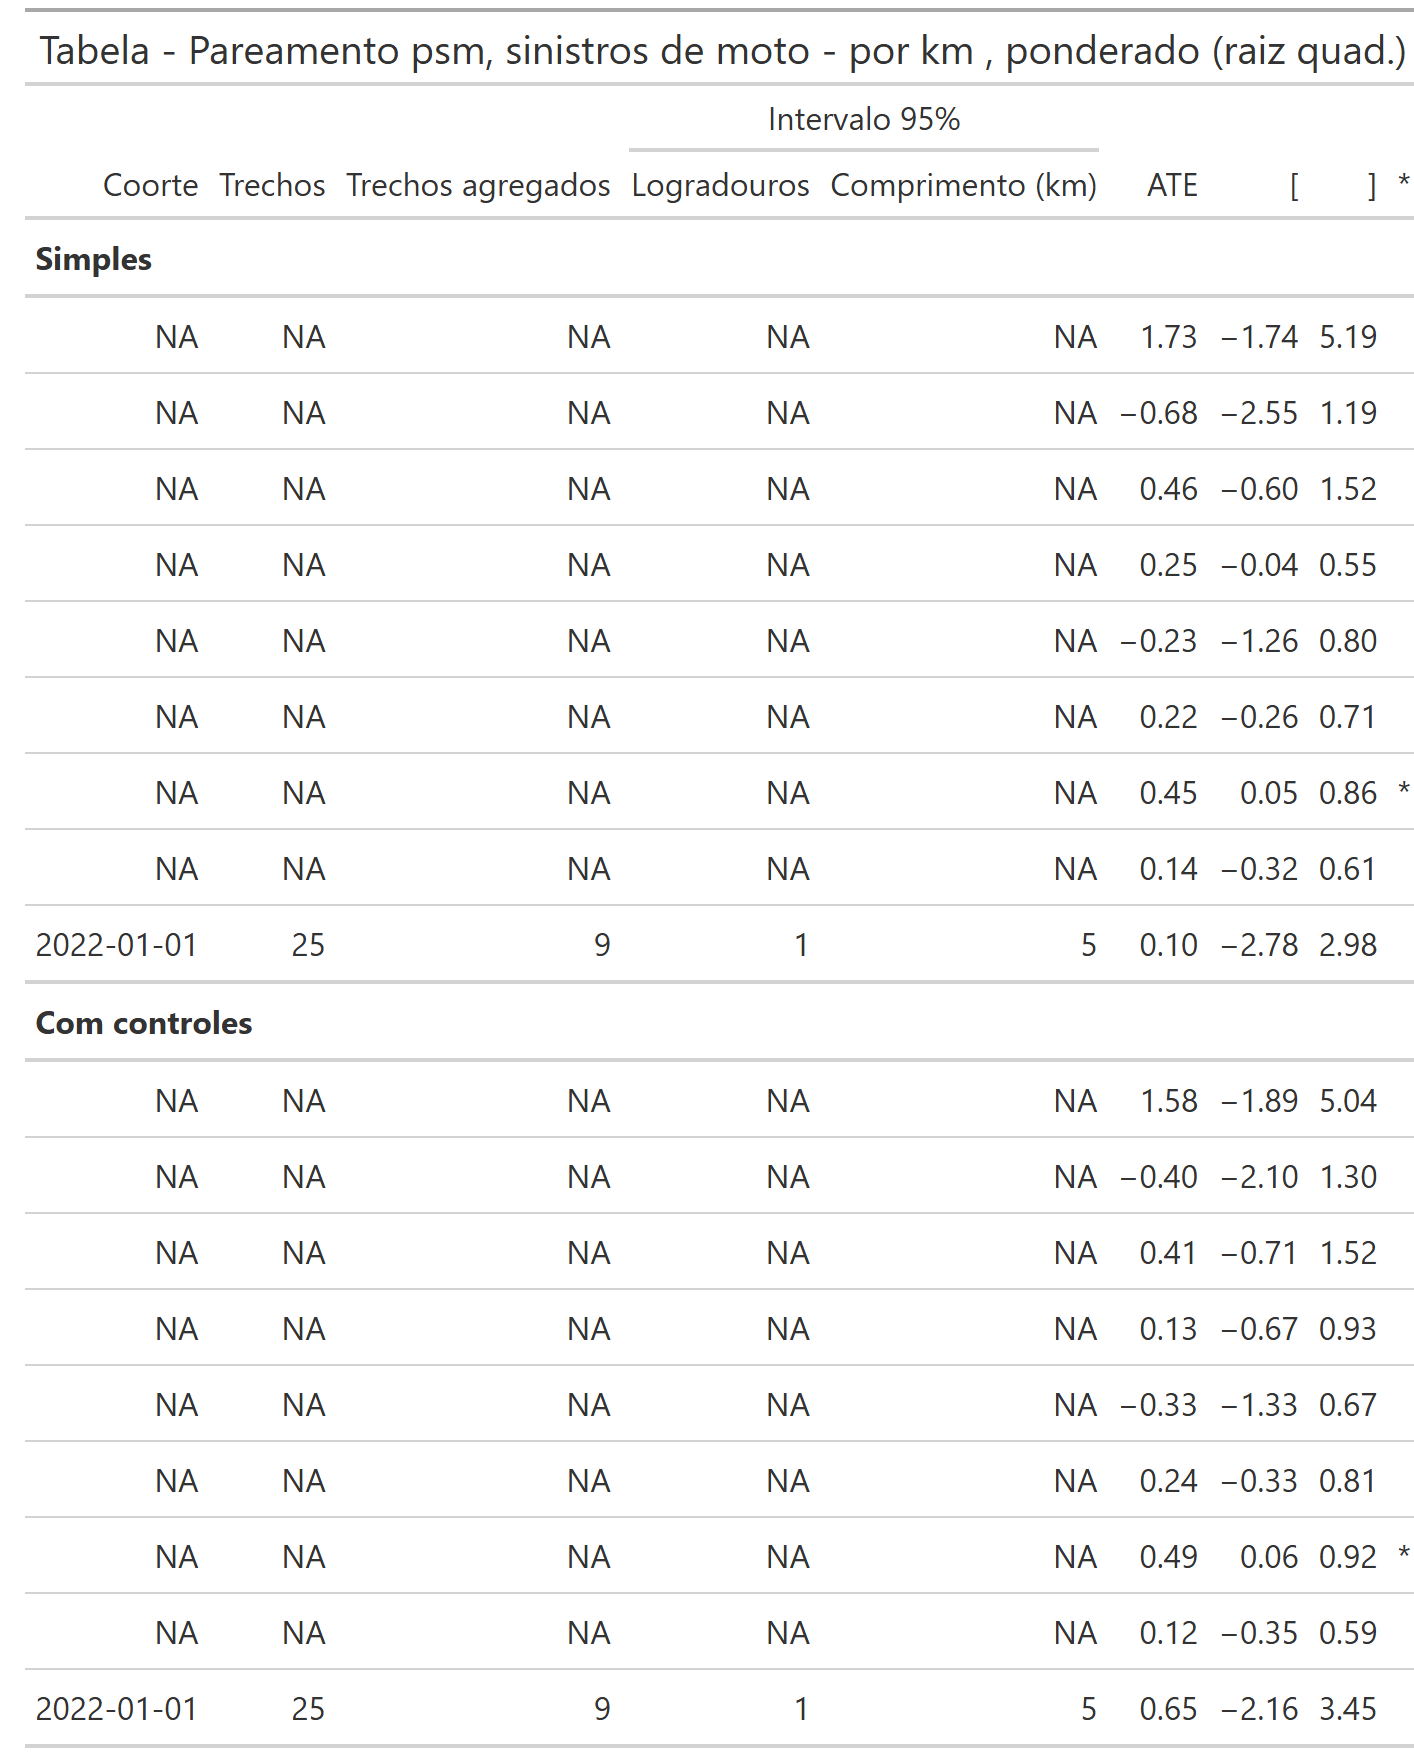 Tabela - Pareamento psm, sinistros de moto - por km , ponderado (raiz quad.)
Intervalo 95%
Coorte Trechos Trechos agregados Logradouros Comprimento (km) ATE [ ] *
Simples
NA NA NA NA NA 1.73 −1.74 5.19
NA NA NA NA NA −0.68 −2.55 1.19
NA NA NA NA NA 0.46 −0.60 1.52
NA NA NA NA NA 0.25 −0.04 0.55
NA NA NA NA NA −0.23 −1.26 0.80
NA NA NA NA NA 0.22 −0.26 0.71
NA NA NA NA NA 0.45 0.05 0.86 *
NA NA NA NA NA 0.14 −0.32 0.61
2022-01-01 25 9 1 5 0.10 −2.78 2.98
Com controles
NA NA NA NA NA 1.58 −1.89 5.04
NA NA NA NA NA −0.40 −2.10 1.30
NA NA NA NA NA 0.41 −0.71 1.52
NA NA NA NA NA 0.13 −0.67 0.93
NA NA NA NA NA −0.33 −1.33 0.67
NA NA NA NA NA 0.24 −0.33 0.81
NA NA NA NA NA 0.49 0.06 0.92 *
NA NA NA NA NA 0.12 −0.35 0.59
2022-01-01 25 9 1 5 0.65 −2.16 3.45